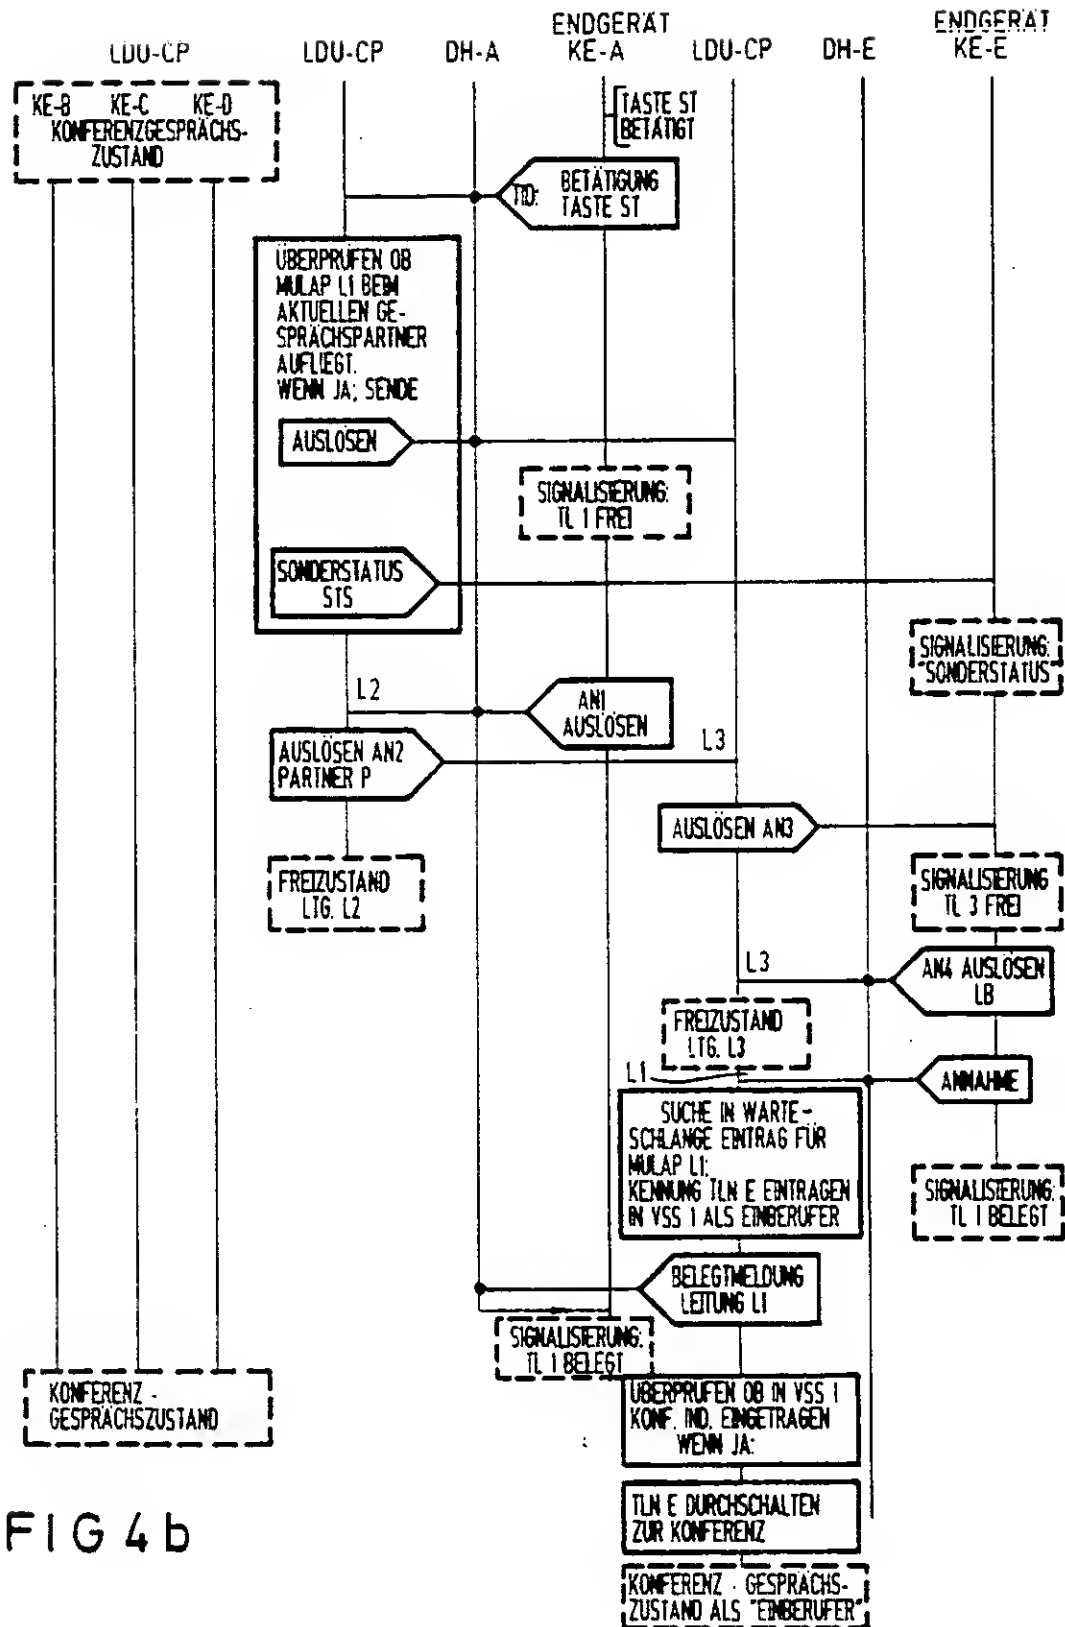 ENDGERÄT
ENDGERÄT
LDU-CP
LDU-CP
DH-A
KE-A
LDU-CP
DH-E
KE-E
KE-B KE-C KE-D
KONFERENZGESPRÄCHS-
ZUSTAND
TASTE ST
BETÄTIGT
TID: BETÄTIGUNG
TASTE ST
ÜBERPRÜFEN OB
MULAP L1 BEIM
AKTUELLEN GE-
SPRÄCHSPARTNER
AUFLIEGT.
WENN JA; SENDE
AUSLÖSEN
SIGNALISIERUNG:
TL 1 FREI
SONDERSTATUS
STS
SIGNALISIERUNG:
"SONDERSTATUS"
L2
AN1
AUSLÖSEN
AUSLÖSEN AN2
PARTNER P
L3
AUSLÖSEN AN3
FREIZUSTAND
LTG. L2
SIGNALISIERUNG
TL 3 FREI
L3
AN4 AUSLÖSEN
LB
FREIZUSTAND
LTG. L3
L1
ANNAHME
SUCHE IN WARTE-
SCHLANGE EINTRAG FÜR
MULAP L1;
KENNUNG TLN E EINTRAGEN
IN VSS 1 ALS EINBERUFER
SIGNALISIERUNG:
TL 1 BELEGT
BELEGTMELDUNG
LEITUNG L1
SIGNALISIERUNG:
TL 1 BELEGT
KONFERENZ -
GESPRÄCHSZUSTAND
ÜBERPRÜFEN OB IN VSS 1
KONF. IND. EINGETRAGEN
WENN JA:
TLN E DURCHSCHALTEN
ZUR KONFERENZ
KONFERENZ - GESPRÄCHS-
ZUSTAND ALS "EINBERUFER"
FIG 4b